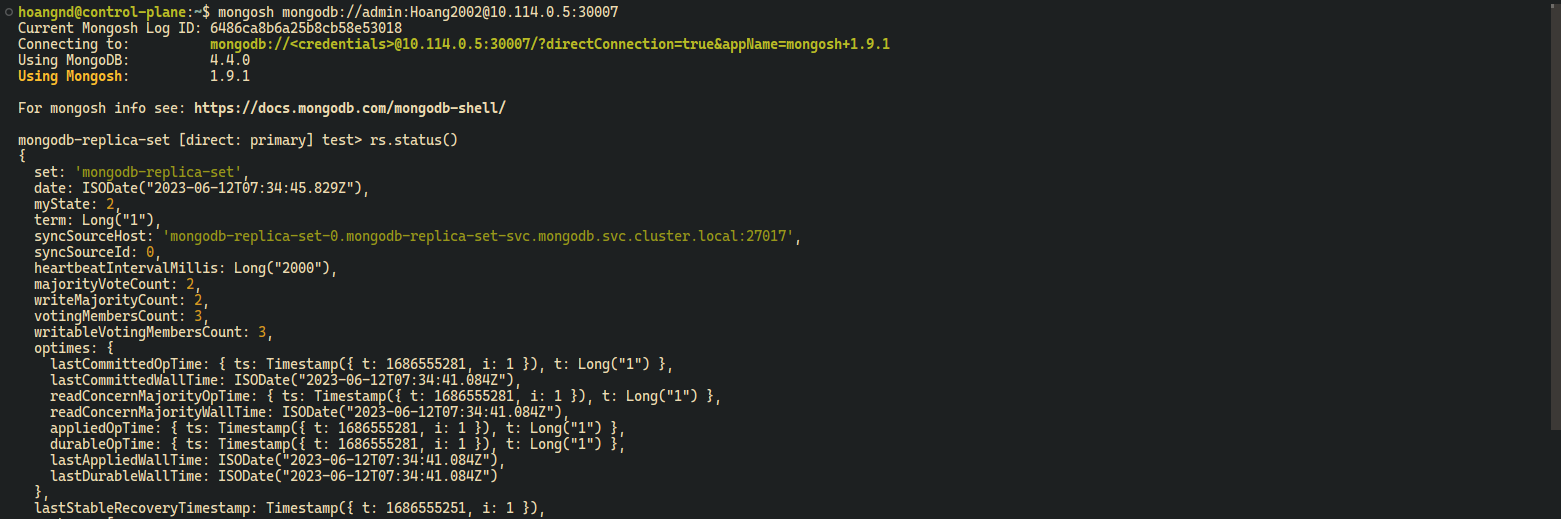 hoangnd@control-plane:~$ mongosh mongodb://admin:Hoang2002@10.114.0.5:30007
Current Mongosh Log ID: 6486ca8b6a25b8cb58e53018
Connecting to:          mongodb://<credentials>@10.114.0.5:30007/?directConnection=true&appName=mongosh+1.9.1
Using MongoDB:          4.4.0
Using Mongosh:          1.9.1
For mongosh info see: https://docs.mongodb.com/mongodb-shell/
mongodb-replica-set [direct: primary] test> rs.status()
{
  set: 'mongodb-replica-set',
  date: ISODate("2023-06-12T07:34:45.829Z"),
  myState: 2,
  term: Long("1"),
  syncSourceHost: 'mongodb-replica-set-0.mongodb-replica-set-svc.mongodb.svc.cluster.local:27017',
  syncSourceId: 0,
  heartbeatIntervalMillis: Long("2000"),
  majorityVoteCount: 2,
  writeMajorityCount: 2,
  votingMembersCount: 3,
  writableVotingMembersCount: 3,
  optimes: {
    lastCommittedOpTime: { ts: Timestamp({ t: 1686555281, i: 1 }), t: Long("1") },
    lastCommittedWallTime: ISODate("2023-06-12T07:34:41.084Z"),
    readConcernMajorityOpTime: { ts: Timestamp({ t: 1686555281, i: 1 }), t: Long("1") },
    readConcernMajorityWallTime: ISODate("2023-06-12T07:34:41.084Z"),
    appliedOpTime: { ts: Timestamp({ t: 1686555281, i: 1 }), t: Long("1") },
    durableOpTime: { ts: Timestamp({ t: 1686555281, i: 1 }), t: Long("1") },
    lastAppliedWallTime: ISODate("2023-06-12T07:34:41.084Z"),
    lastDurableWallTime: ISODate("2023-06-12T07:34:41.084Z")
  },
  lastStableRecoveryTimestamp: Timestamp({ t: 1686555251, i: 1 }),